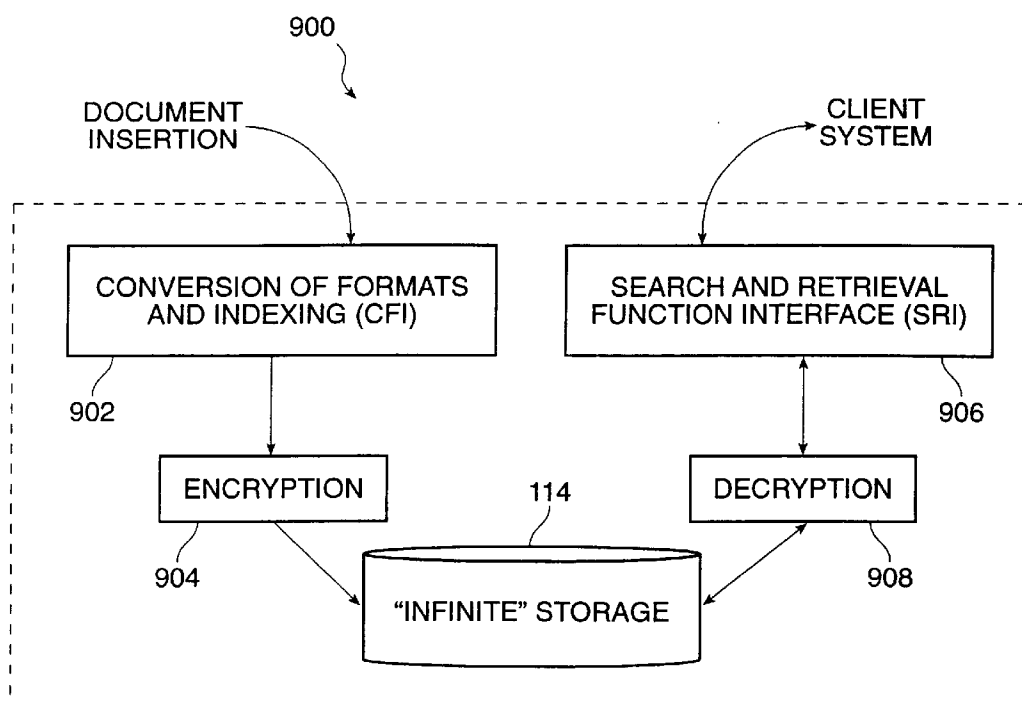 900
DOCUMENT
INSERTION
CLIENT
SYSTEM
CONVERSION OF FORMATS
AND INDEXING (CFI)
SEARCH AND RETRIEVAL
FUNCTION INTERFACE (SRI)
902
906
ENCRYPTION
DECRYPTION
114
904
908
“INFINITE” STORAGE